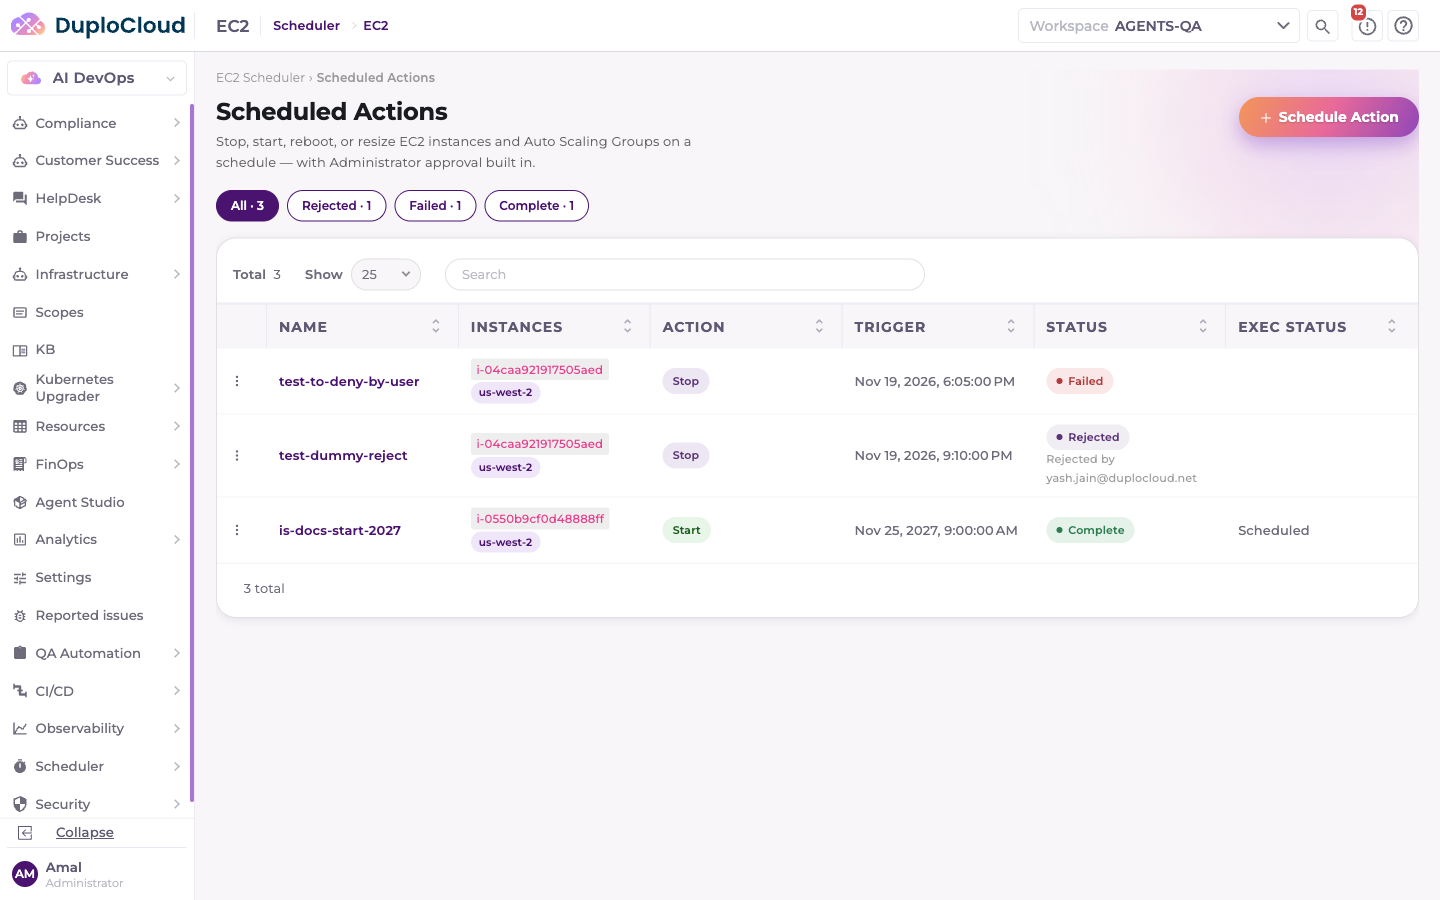 DuploCloud
EC2
Scheduler > EC2
Workspace AGENTS-QA
12
AI DevOps
Compliance
Customer Success
HelpDesk
Projects
Infrastructure
Scopes
KB
Kubernetes
Upgrader
Resources
FinOps
Agent Studio
Analytics
Settings
Reported issues
QA Automation
CI/CD
Observability
Scheduler
Security
Collapse
AM
Amal
Administrator
EC2 Scheduler › Scheduled Actions
Scheduled Actions
Stop, start, reboot, or resize EC2 instances and Auto Scaling Groups on a
schedule — with Administrator approval built in.
+ Schedule Action
All · 3
Rejected · 1
Failed · 1
Complete · 1
Total 3
Show 25
Search
NAME INSTANCES ACTION TRIGGER STATUS EXEC STATUS
test-to-deny-by-user
i-04caa921917505aed
us-west-2
Stop
Nov 19, 2026, 6:05:00 PM
Failed
test-dummy-reject
i-04caa921917505aed
us-west-2
Stop
Nov 19, 2026, 9:10:00 PM
Rejected
Rejected by
yash.jain@duplocloud.net
is-docs-start-2027
i-0550b9cf0d48888ff
us-west-2
Start
Nov 25, 2027, 9:00:00 AM
Complete
Scheduled
3 total